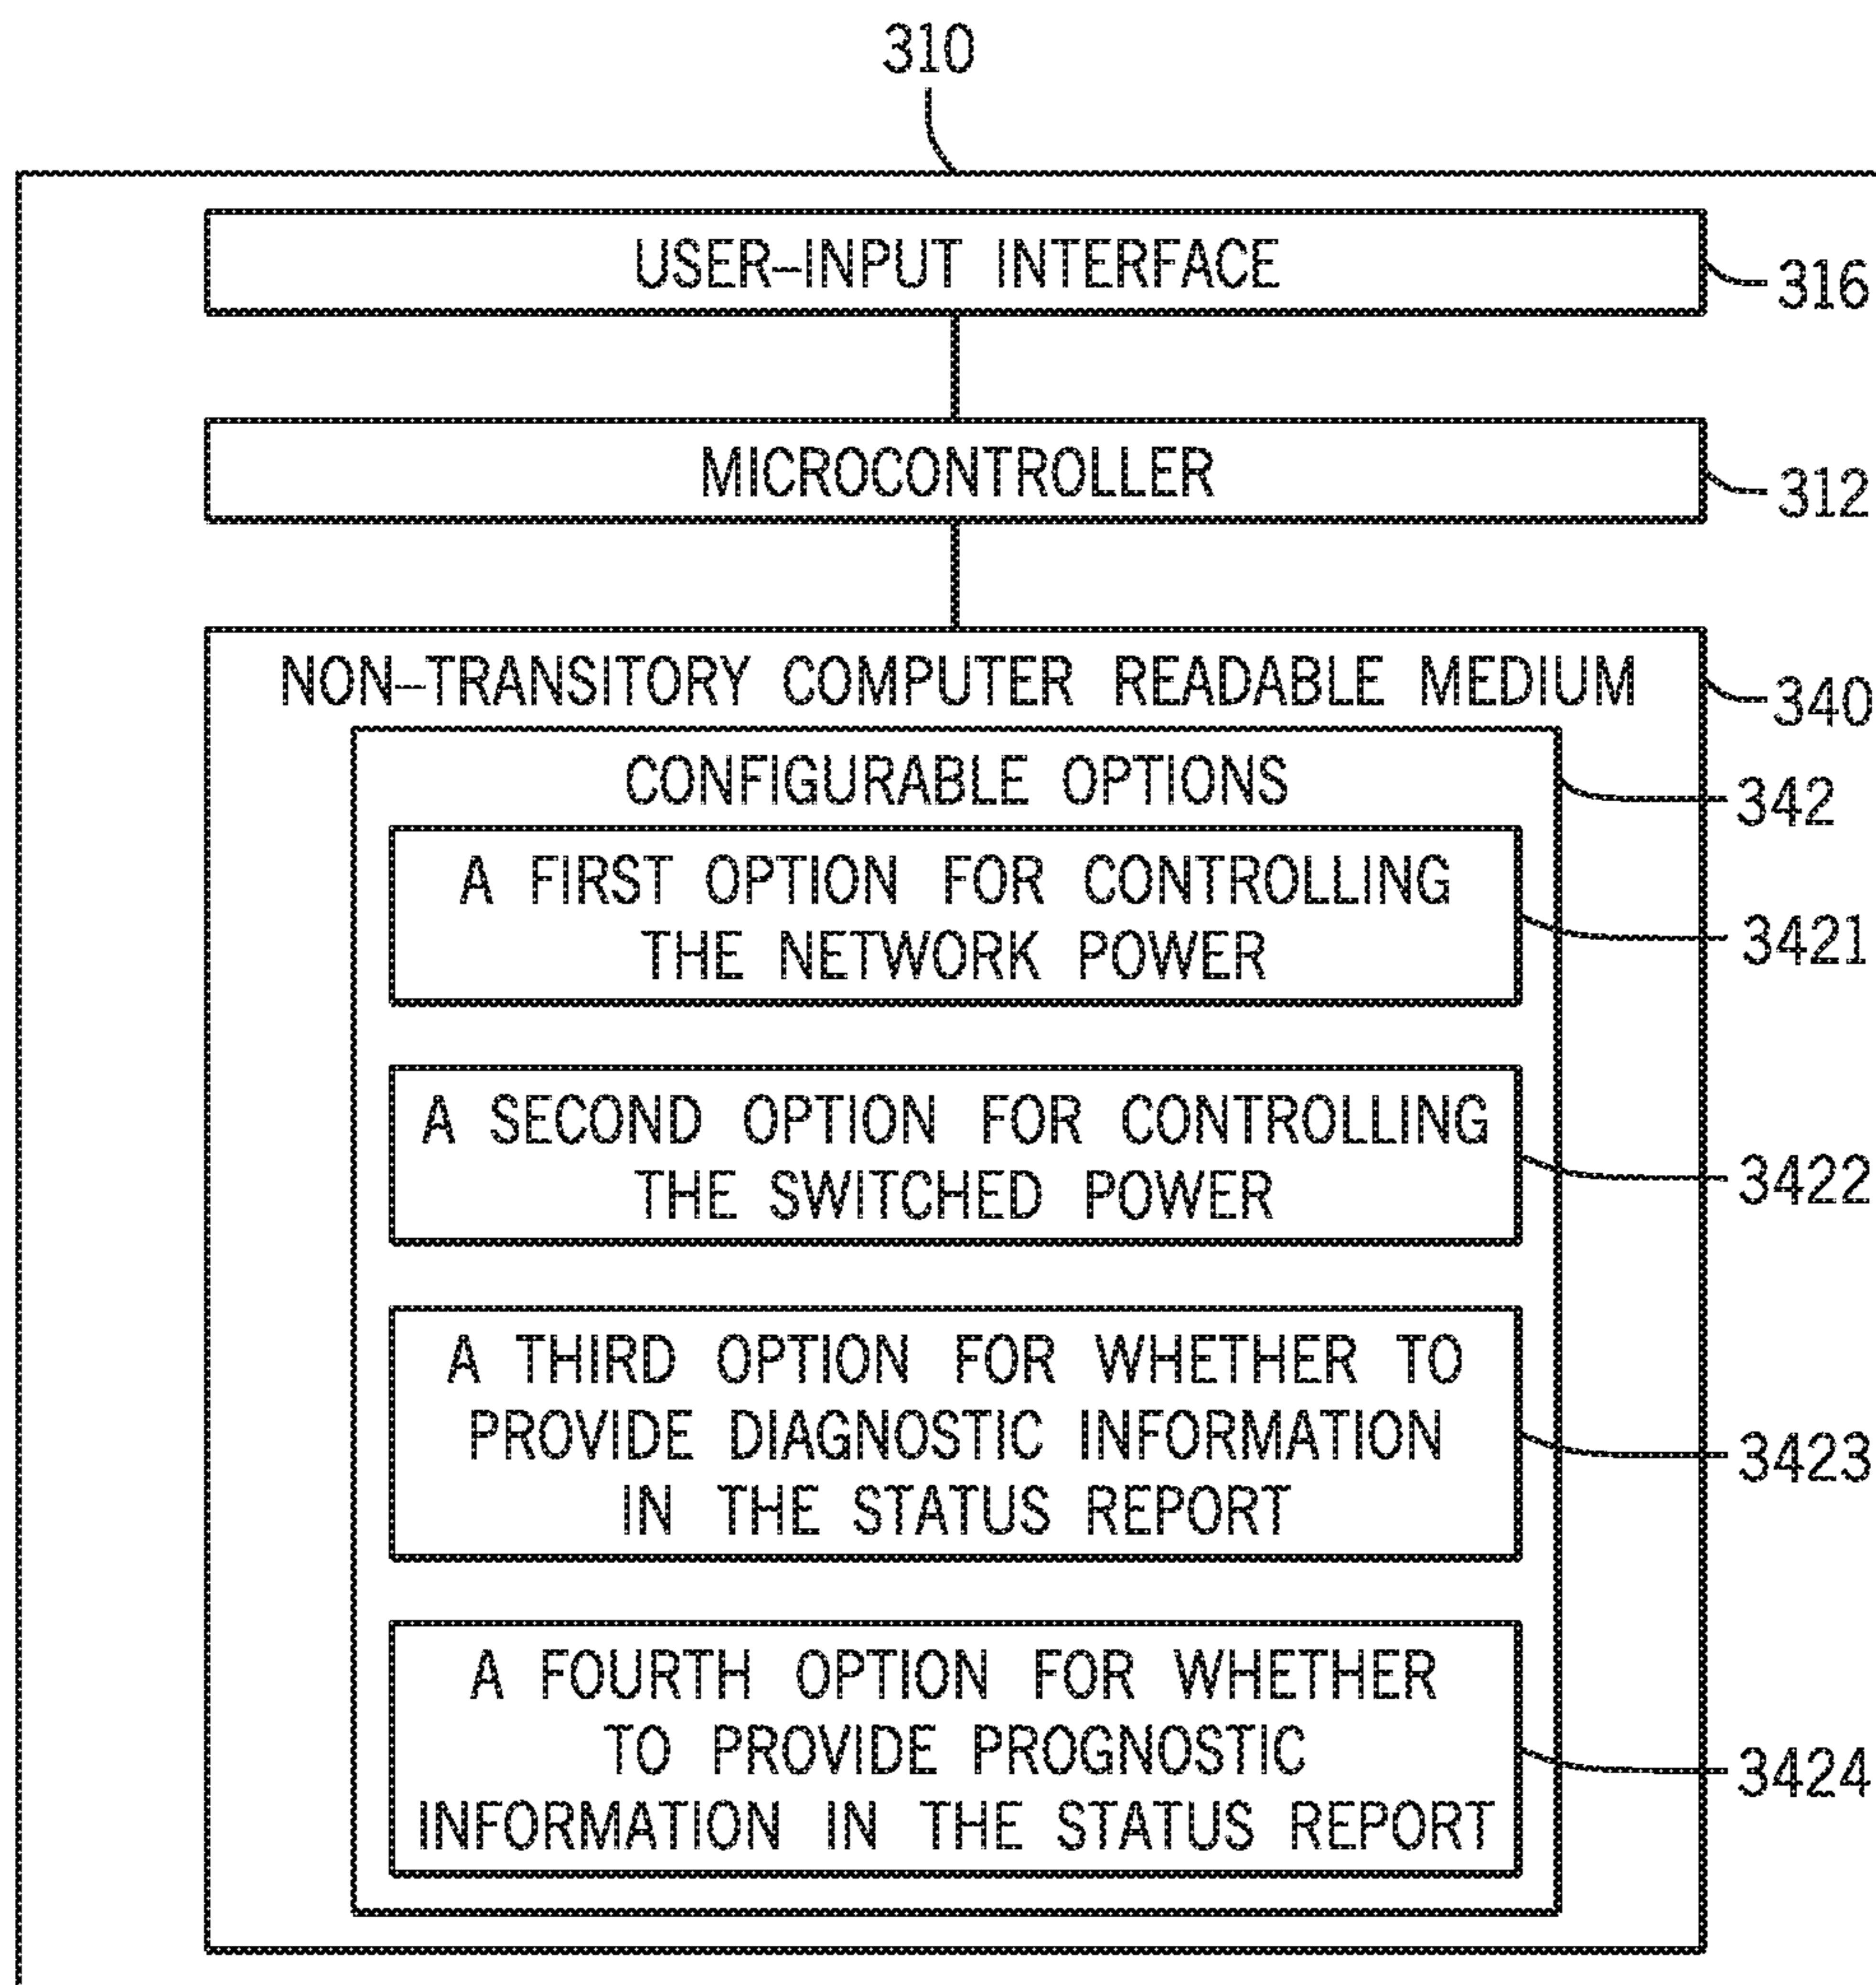 310
USER-INPUT INTERFACE
316
MICROCONTROLLER
312
NON-TRANSITORY COMPUTER READABLE MEDIUM
340
CONFIGURABLE OPTIONS
342
A FIRST OPTION FOR CONTROLLING
THE NETWORK POWER
3421
A SECOND OPTION FOR CONTROLLING
THE SWITCHED POWER
3422
A THIRD OPTION FOR WHETHER TO
PROVIDE DIAGNOSTIC INFORMATION
IN THE STATUS REPORT
3423
A FOURTH OPTION FOR WHETHER
TO PROVIDE PROGNOSTIC
INFORMATION IN THE STATUS REPORT
3424